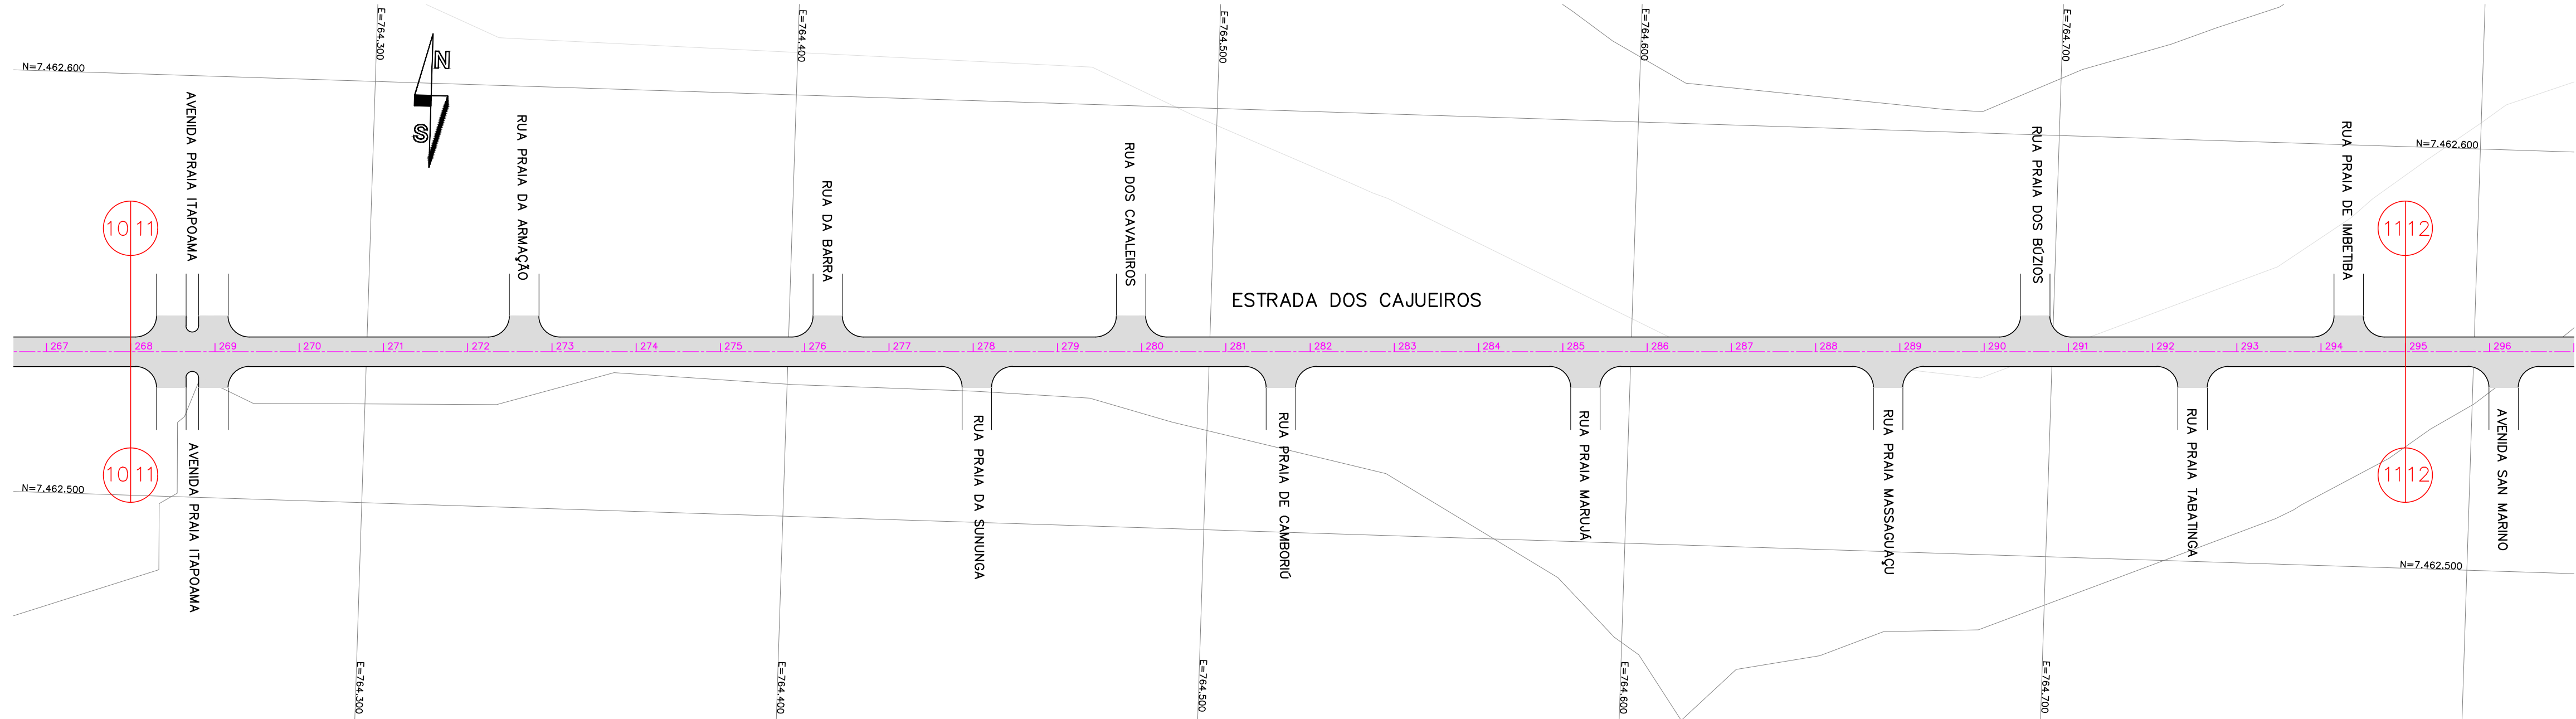 E=764.300
E=764.400
E=764.500
E=764.600
E=764.700
N=7.462.600
N
S
N=7.462.600
AVENIDA PRAIA ITAPOAMA
RUA PRAIA DA ARMAÇÃO
RUA DA BARRA
RUA DOS CAVALEIROS
RUA PRAIA DOS BÚZIOS
RUA PRAIA DE IMBETIBA
10 11
11 12
ESTRADA DOS CAJUEIROS
267 268 269 270 271 272 273 274 275 276 277 278 279 280 281 282 283 284 285 286 287 288 289 290 291 292 293 294 295 296
AVENIDA PRAIA ITAPOAMA
RUA PRAIA DA SUNUNGA
RUA PRAIA DE CAMBORIÚ
RUA PRAIA MARUJÁ
RUA PRAIA MASSAGUAÇU
RUA PRAIA TABATINGA
AVENIDA SAN MARINO
10 11
11 12
N=7.462.500
N=7.462.500
E=764.300
E=764.400
E=764.500
E=764.600
E=764.700